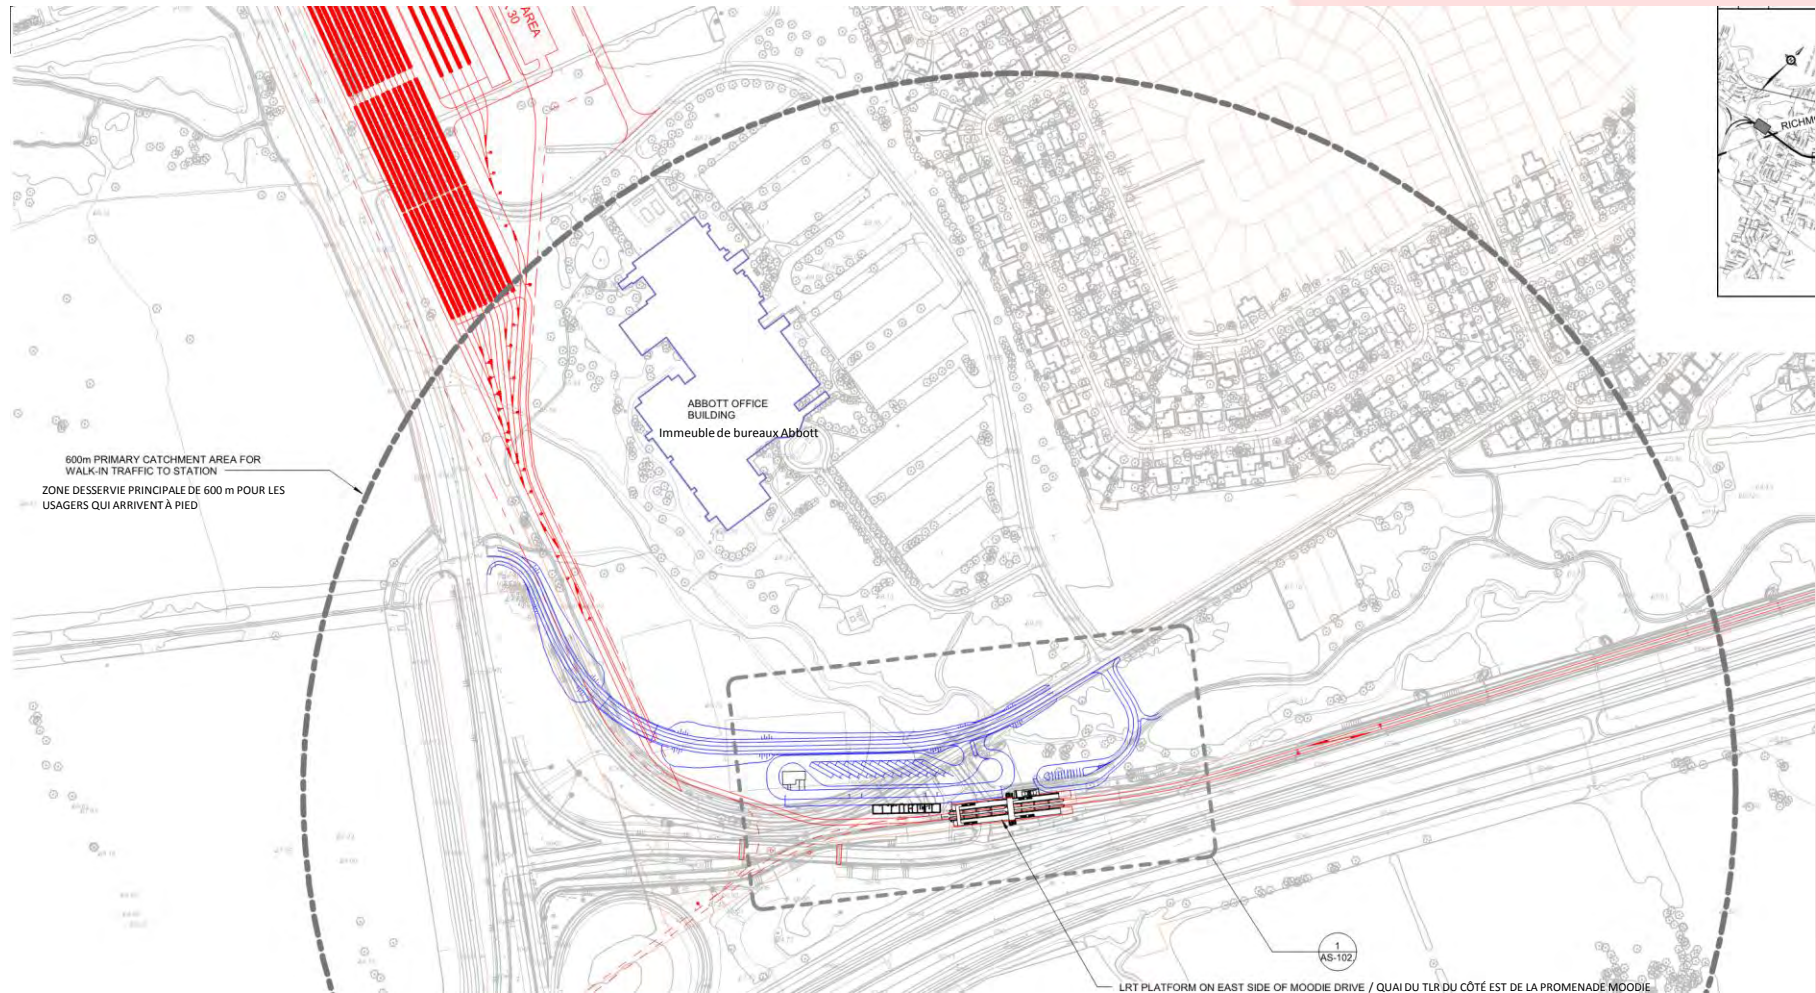 AREA
30
RICHM
ABBOTT OFFICE
BUILDING
Immeuble de bureaux Abbott
600m PRIMARY CATCHMENT AREA FOR
WALK-IN TRAFFIC TO STATION
ZONE DESSERVIE PRINCIPALE DE 600 m POUR LES
USAGERS QUI ARRIVENT À PIED
1
AS-102
LRT PLATFORM ON EAST SIDE OF MOODIE DRIVE / QUAI DU TLR DU CÔTÉ EST DE LA PROMENADE MOODIE